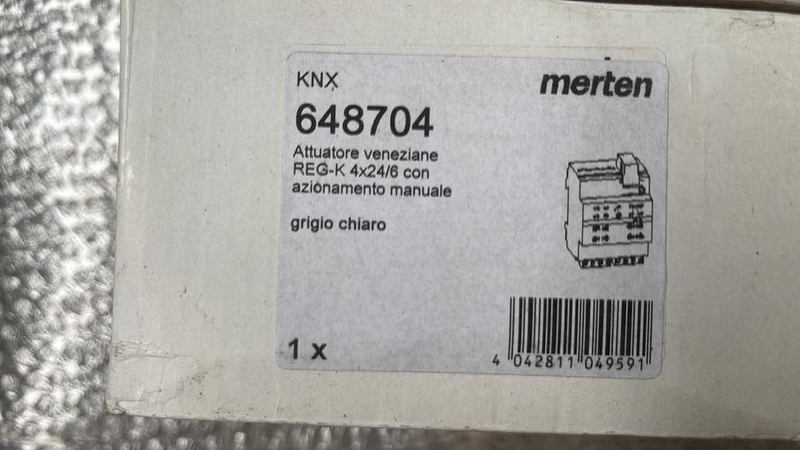 KNX
merten
648704
Attuatore veneziane
REG-K 4x24/6 con
azionamento manuale
grigio chiaro
1 x
4 042811 049591